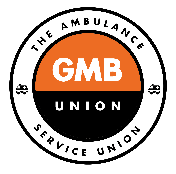 THE AMBULANCE
GMB
UNION
SERVICE UNION